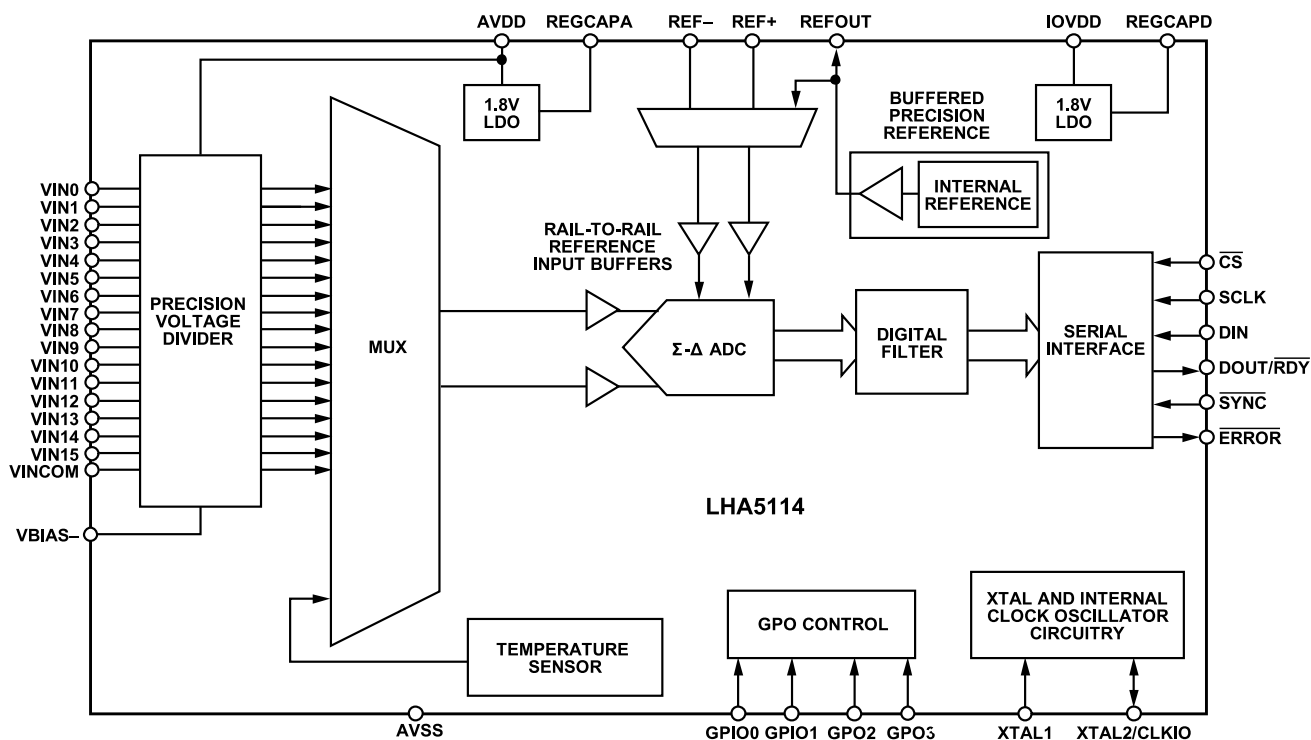 AVDD REGCAPA REF– REF+ REFOUT IOVDD REGCAPD
1.8V
LDO
BUFFERED
PRECISION
REFERENCE
1.8V
LDO
INTERNAL
REFERENCE
RAIL-TO-RAIL
REFERENCE
INPUT BUFFERS
VIN0
VIN1
VIN2
VIN3
VIN4
VIN5
VIN6
VIN7
VIN8
VIN9
VIN10
VIN11
VIN12
VIN13
VIN14
VIN15
VINCOM
VBIAS–
PRECISION
VOLTAGE
DIVIDER
MUX
Σ-Δ ADC
DIGITAL
FILTER
SERIAL
INTERFACE
CS
SCLK
DIN
DOUT/RDY
SYNC
ERROR
LHA5114
TEMPERATURE
SENSOR
GPO CONTROL
XTAL AND INTERNAL
CLOCK OSCILLATOR
CIRCUITRY
AVSS GPIO0 GPIO1 GPO2 GPO3 XTAL1 XTAL2/CLKIO